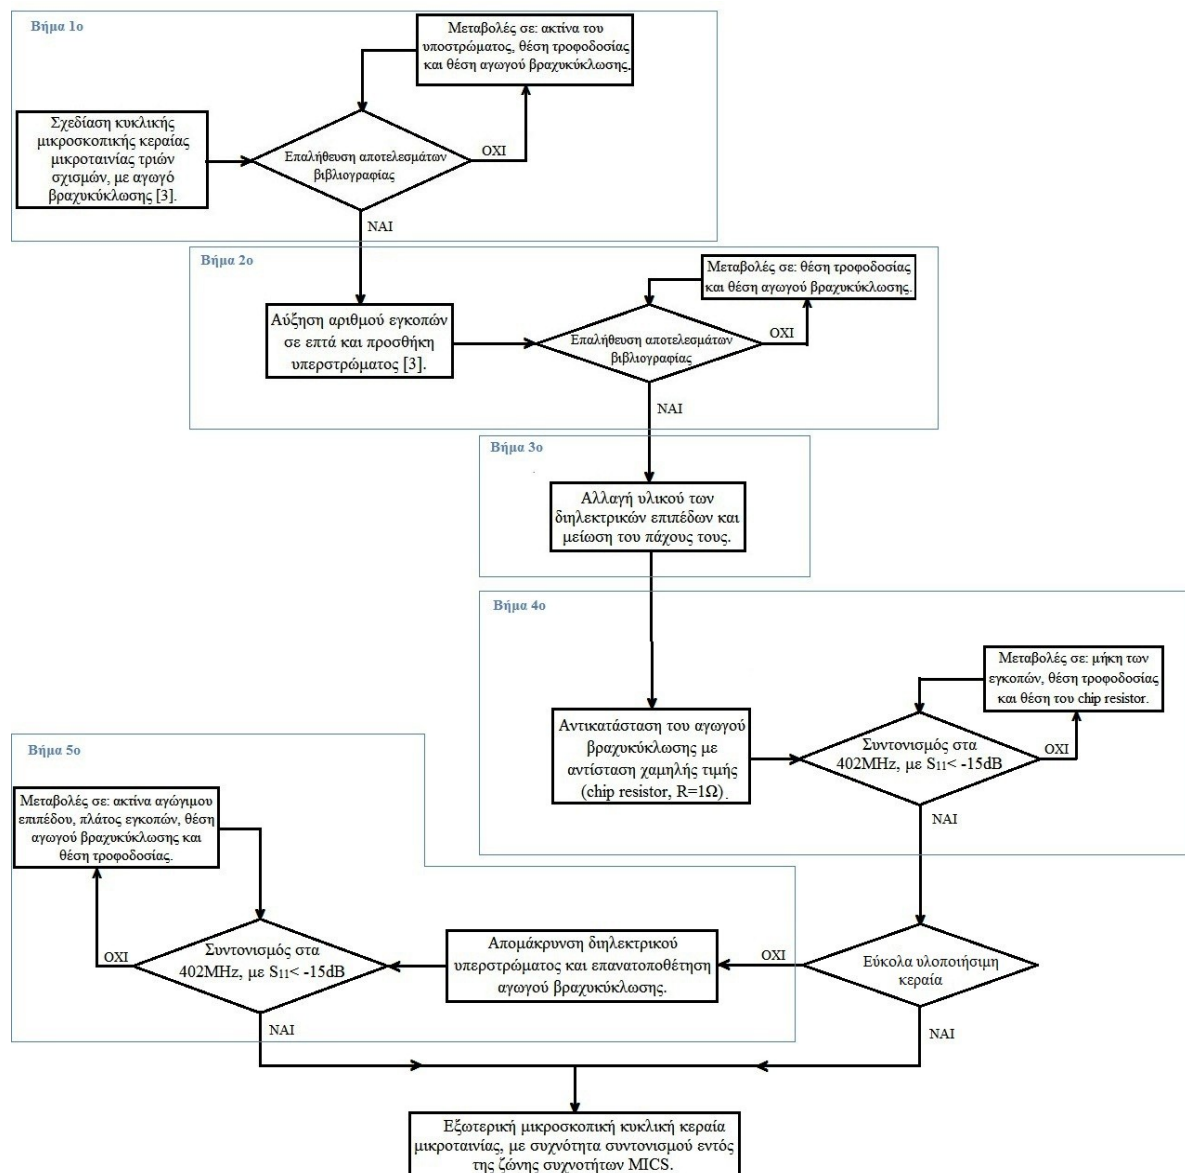 Βήμα 1ο
Μεταβολές σε: ακτίνα του
υποστρώματος, θέση τροφοδοσίας
και θέση αγωγού βραχυκύκλωσης.
Σχεδίαση κυκλικής
μικροσκοπικής κεραίας
μικροταινίας τριών
σχισμών, με αγωγό
βραχυκύκλωσης [3].
Επαλήθευση αποτελεσμάτων
βιβλιογραφίας
ΟΧΙ
ΝΑΙ
Βήμα 2ο
Μεταβολές σε: θέση τροφοδοσίας
και θέση αγωγού βραχυκύκλωσης.
Αύξηση αριθμού εγκοπών
σε επτά και προσθήκη
υπερστρώματος [3].
Επαλήθευση αποτελεσμάτων
βιβλιογραφίας
ΟΧΙ
ΝΑΙ
Βήμα 3ο
Αλλαγή υλικού των
διηλεκτρικών επιπέδων και
μείωση του πάχους τους.
Βήμα 4ο
Μεταβολές σε: μήκη των
εγκοπών, θέση τροφοδοσίας
και θέση του chip resistor.
Αντικατάσταση του αγωγού
βραχυκύκλωσης με
αντίσταση χαμηλής τιμής
(chip resistor, R=1Ω).
Συντονισμός στα
402MHz, με S₁₁< -15dB
ΟΧΙ
ΝΑΙ
Βήμα 5ο
Μεταβολές σε: ακτίνα αγώγιμου
επιπέδου, πλάτος εγκοπών, θέση
αγωγού βραχυκύκλωσης και
θέση τροφοδοσίας.
Συντονισμός στα
402MHz, με S₁₁< -15dB
ΟΧΙ
ΝΑΙ
Απομάκρυνση διηλεκτρικού
υπερστρώματος και επανατοποθέτηση
αγωγού βραχυκύκλωσης.
ΟΧΙ
Εύκολα υλοποιήσιμη
κεραία
ΝΑΙ
Εξωτερική μικροσκοπική κυκλική κεραία
μικροταινίας, με συχνότητα συντονισμού εντός
της ζώνης συχνοτήτων MICS.